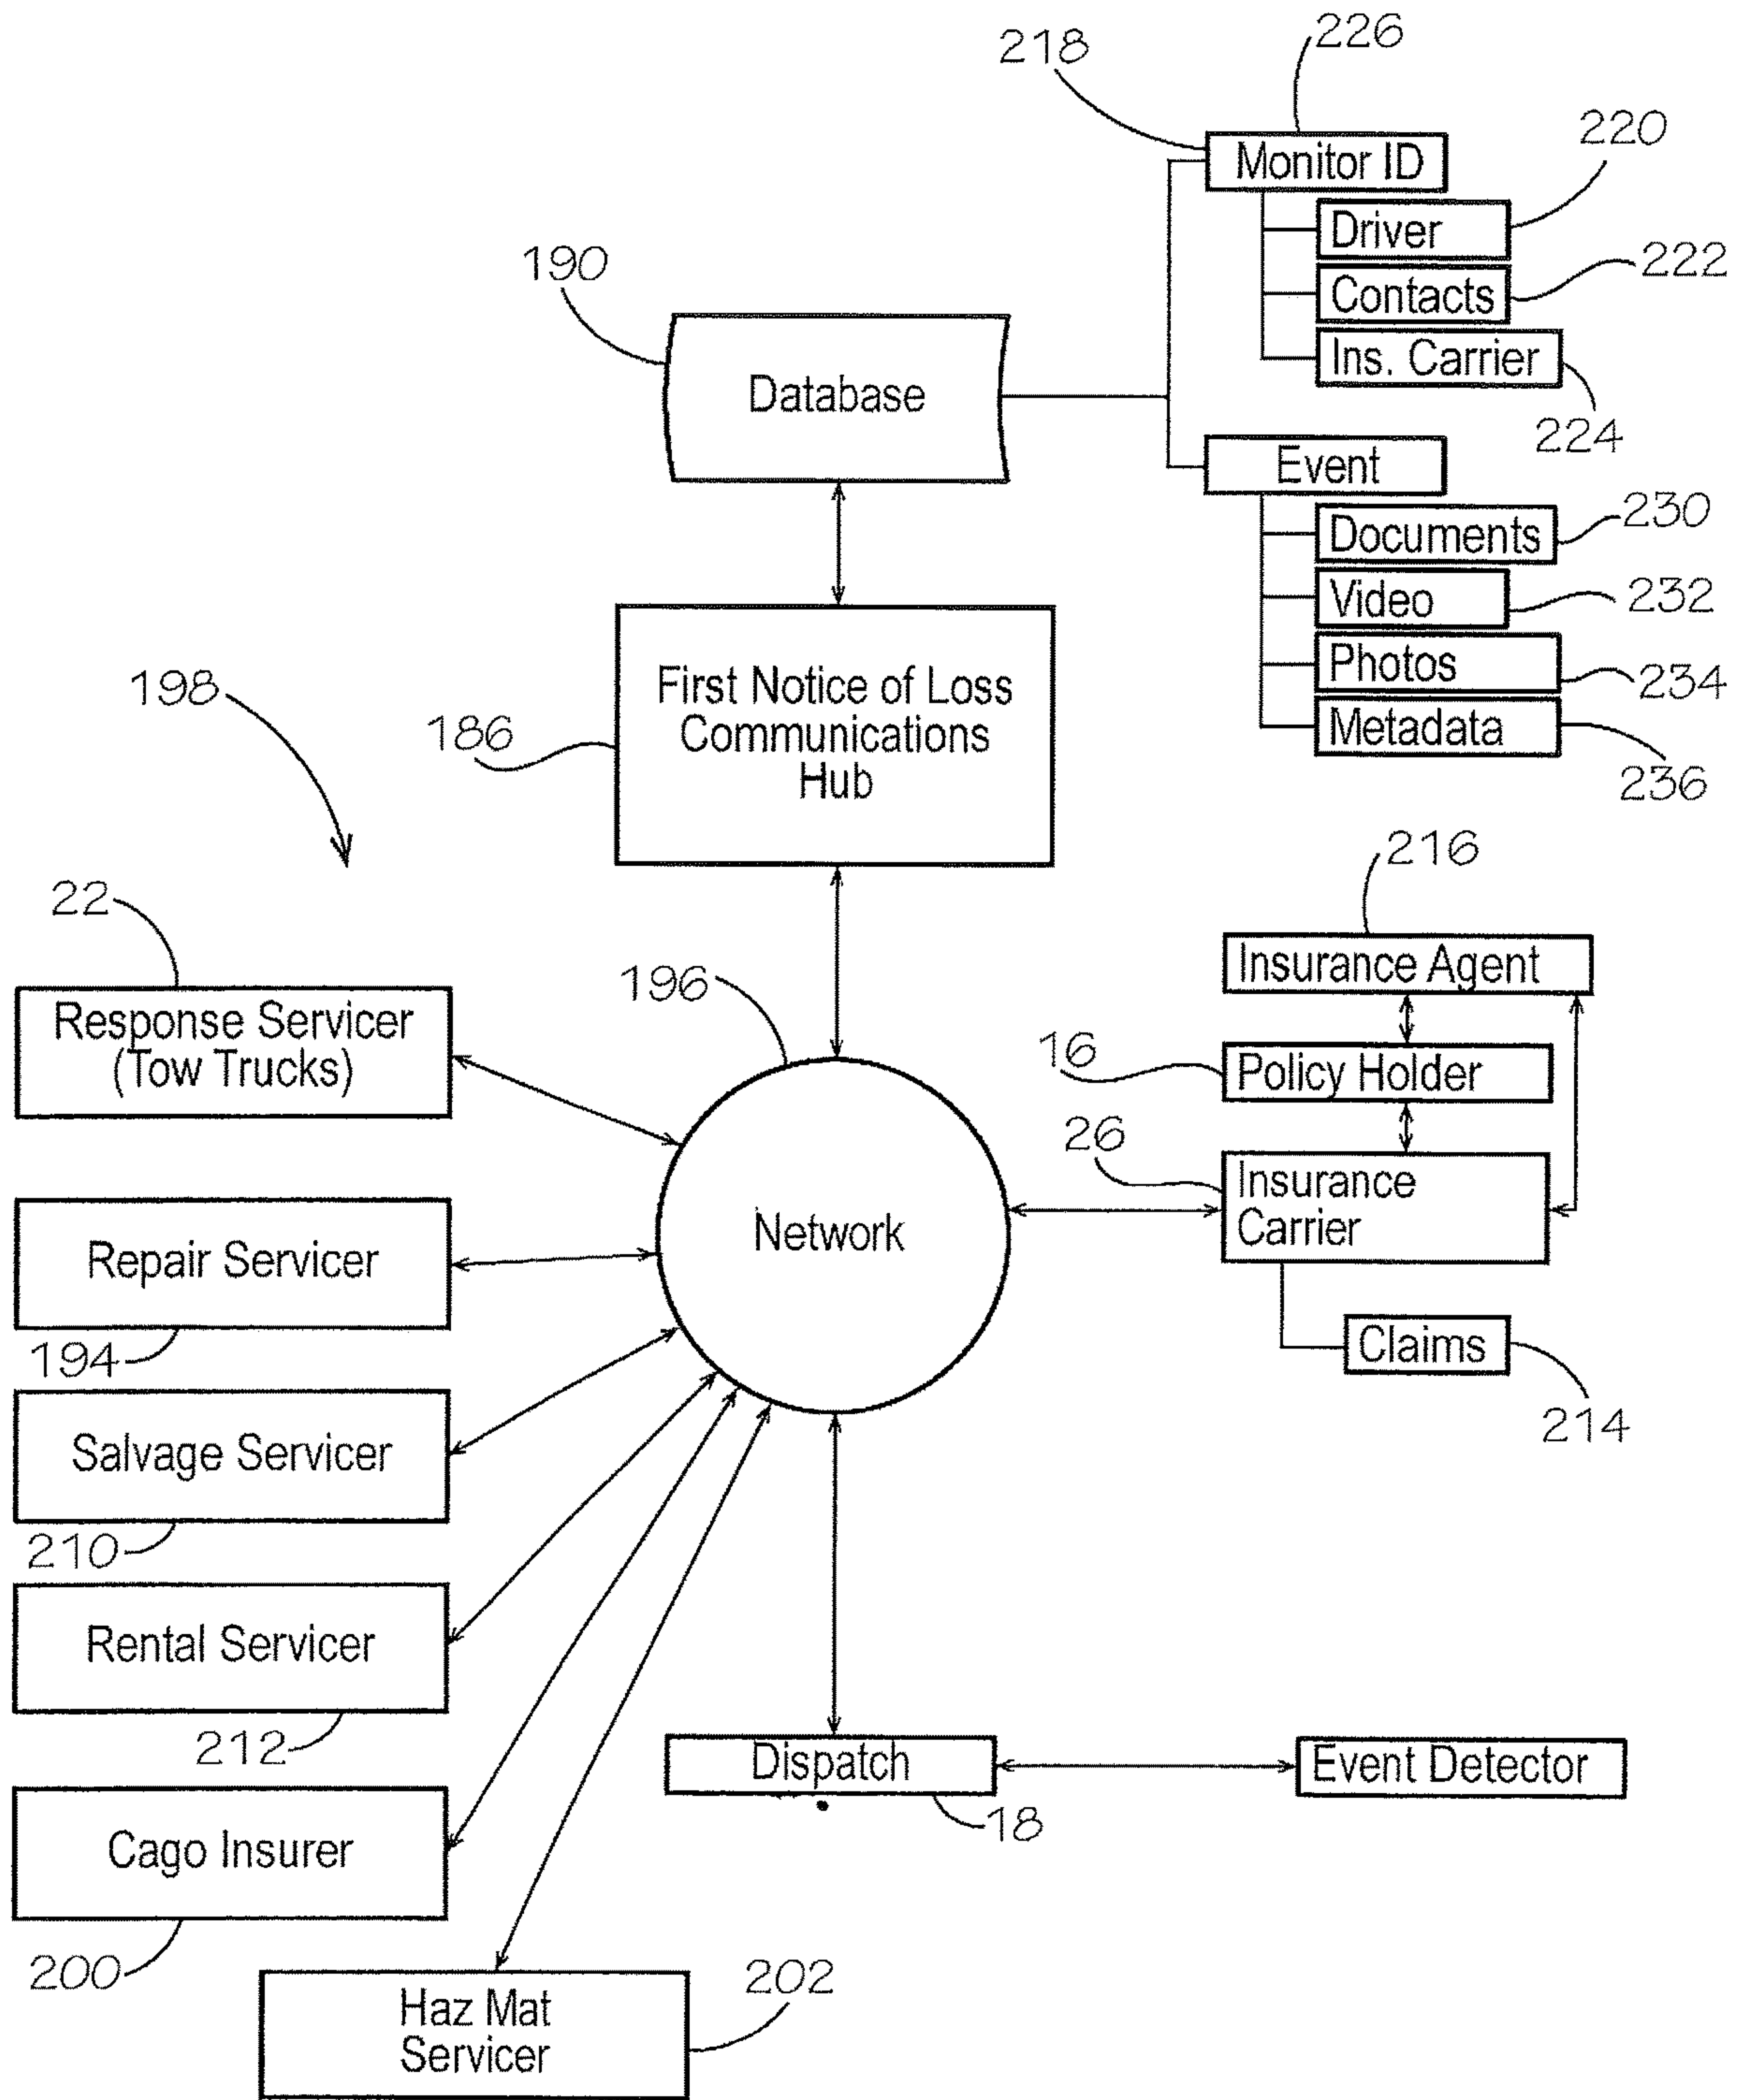 226
218
220
Monitor ID
Driver
222
Contacts
190
Ins. Carrier
Database
224
Event
230
Documents
232
Video
First Notice of Loss
Communications
Hub
Photos
234
198
186
Metadata
236
216
22
Insurance Agent
196
Response Servicer
(Tow Trucks)
16
Policy Holder
26
Insurance
Carrier
Network
Repair Servicer
194
Claims
214
Salvage Servicer
210
Rental Servicer
212
Dispatch
Event Detector
18
Cago Insurer
200
202
Haz Mat
Servicer